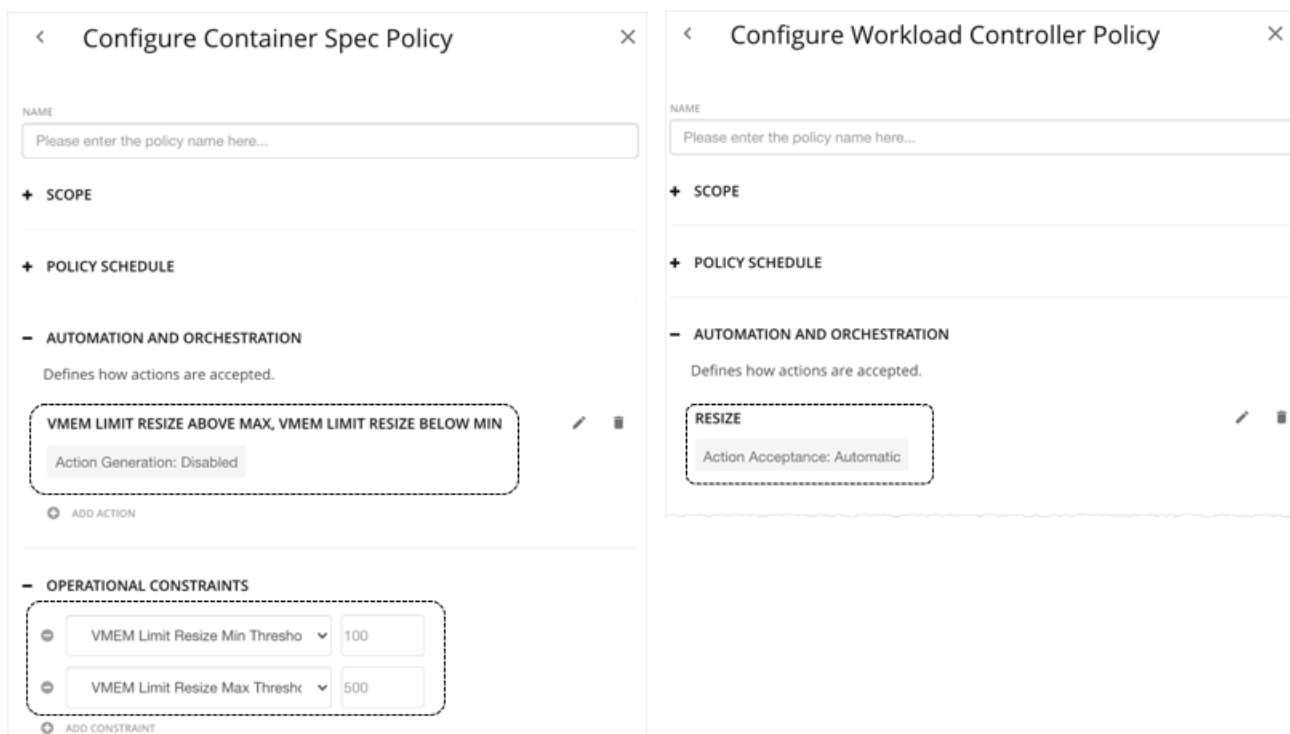 Configure Container Spec Policy
NAME
Please enter the policy name here...
SCOPE
POLICY SCHEDULE
AUTOMATION AND ORCHESTRATION
Defines how actions are accepted.
VMEM LIMIT RESIZE ABOVE MAX, VMEM LIMIT RESIZE BELOW MIN
Action Generation: Disabled
ADD ACTION
OPERATIONAL CONSTRAINTS
VMEM Limit Resize Min Thresho 100
VMEM Limit Resize Max Thresho 500
ADD CONSTRAINT
Configure Workload Controller Policy
NAME
Please enter the policy name here...
SCOPE
POLICY SCHEDULE
AUTOMATION AND ORCHESTRATION
Defines how actions are accepted.
RESIZE
Action Acceptance: Automatic